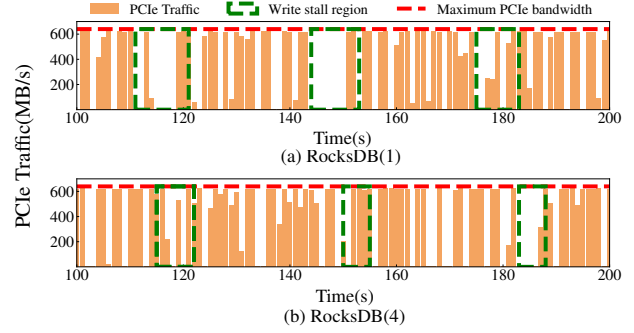 PCIe Traffic Write stall region Maximum PCIe bandwidth
PCIe Traffic(MB/s)
600
400
200
100 120 140 160 180 200
Time(s)
(a) RocksDB(1)
600
400
200
100 120 140 160 180 200
Time(s)
(b) RocksDB(4)